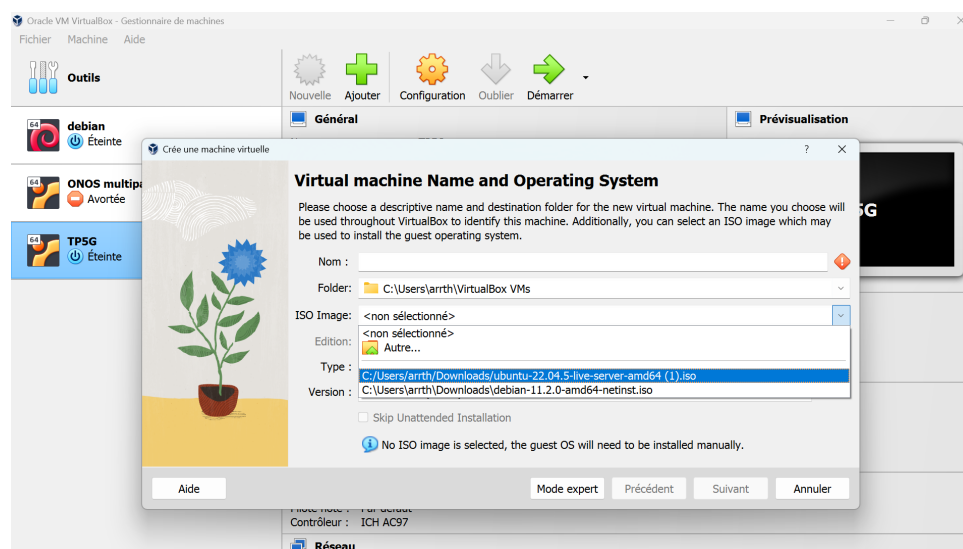 Oracle VM VirtualBox - Gestionnaire de machines
Fichier Machine Aide
Outils
Nouvelle Ajouter Configuration Oublier Démarrer
64 debian
Éteinte
Général
Prévisualisation
Crée une machine virtuelle
?
64 ONOS multipa
Avortée
64 TP5G
Éteinte
5G
Virtual machine Name and Operating System
Please choose a descriptive name and destination folder for the new virtual machine. The name you choose will
be used throughout VirtualBox to identify this machine. Additionally, you can select an ISO image which may
be used to install the guest operating system.
Nom :
Folder: C:\Users\arrth\VirtualBox VMs
ISO Image: <non sélectionné>
<non sélectionné>
Edition:
Autre...
Type :
C:/Users/arrth/Downloads/ubuntu-22.04.5-live-server-amd64 (1).iso
Version : C:\Users\arrth\Downloads\debian-11.2.0-amd64-netinst.iso
Skip Unattended Installation
No ISO image is selected, the guest OS will need to be installed manually.
Aide Mode expert Précédent Suivant Annuler
Contrôleur : ICH AC97
Réseau